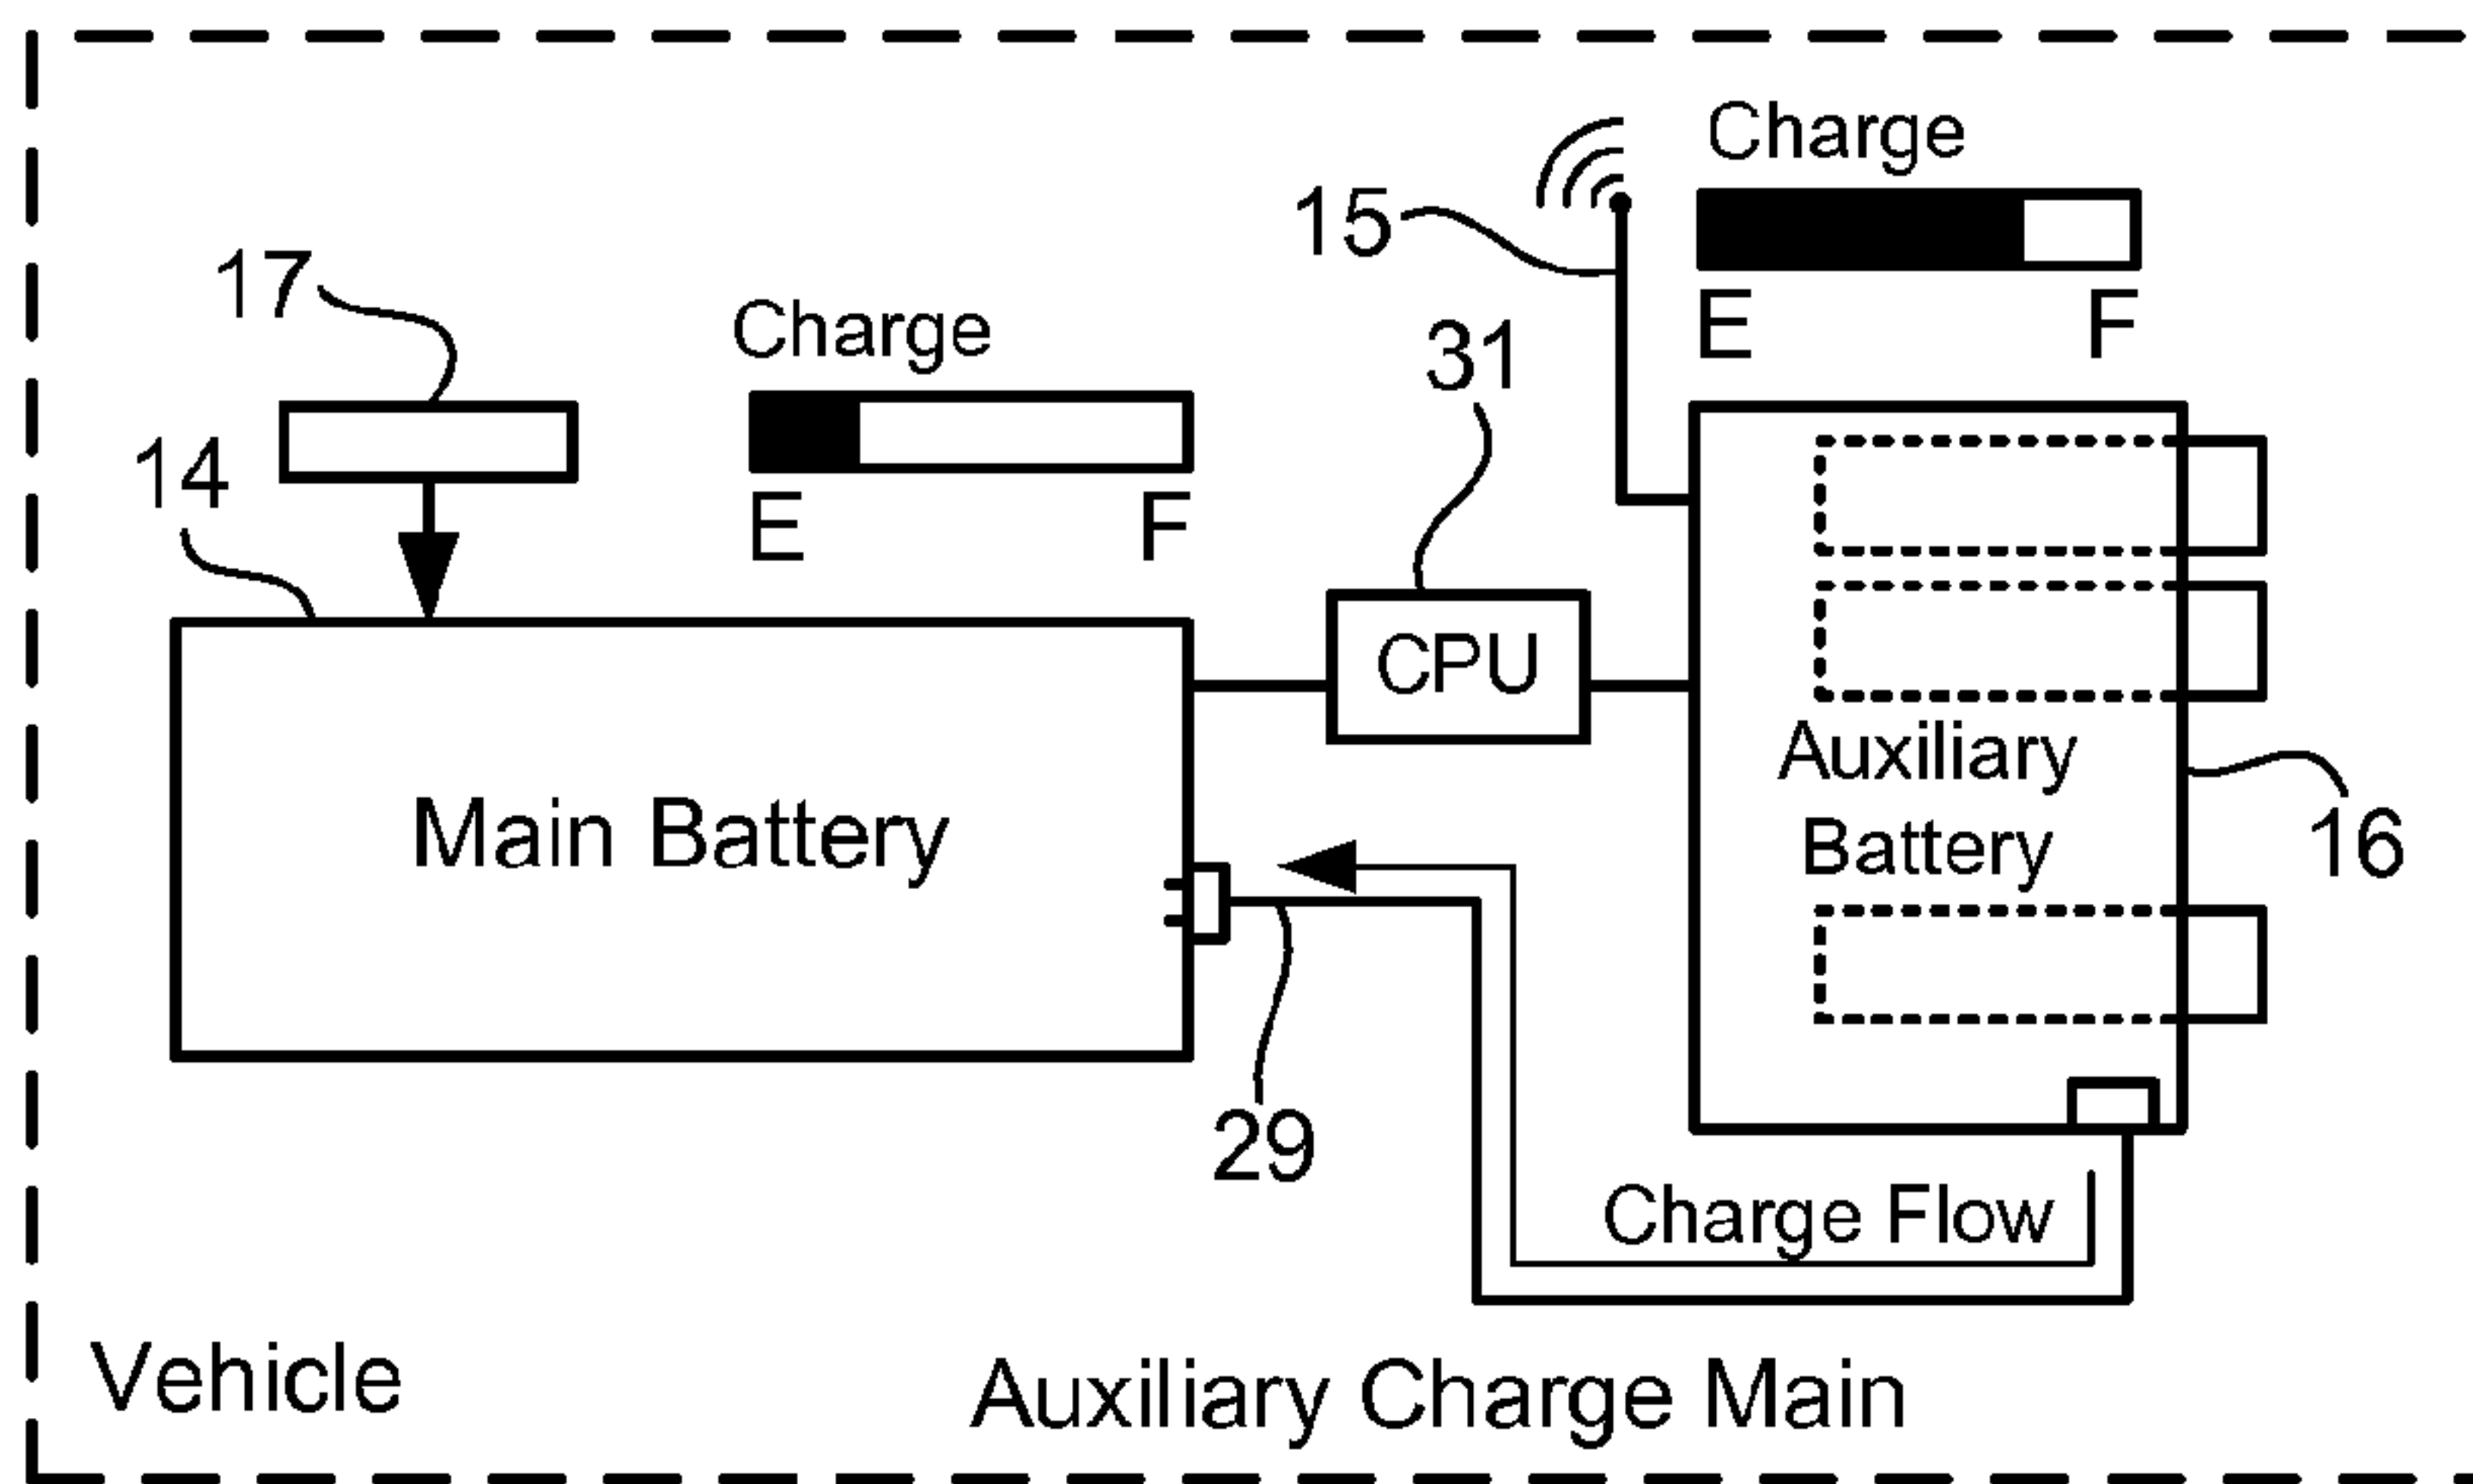 Charge
15
E F
17
Charge
31
14
E F
CPU
Main Battery
Auxiliary
Battery
16
29
Charge Flow
Vehicle
Auxiliary Charge Main